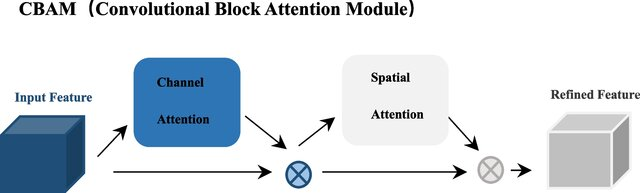 CBAM（Convolutional Block Attention Module）
Channel
Attention
Spatial
Attention
Input Feature
Refined Feature